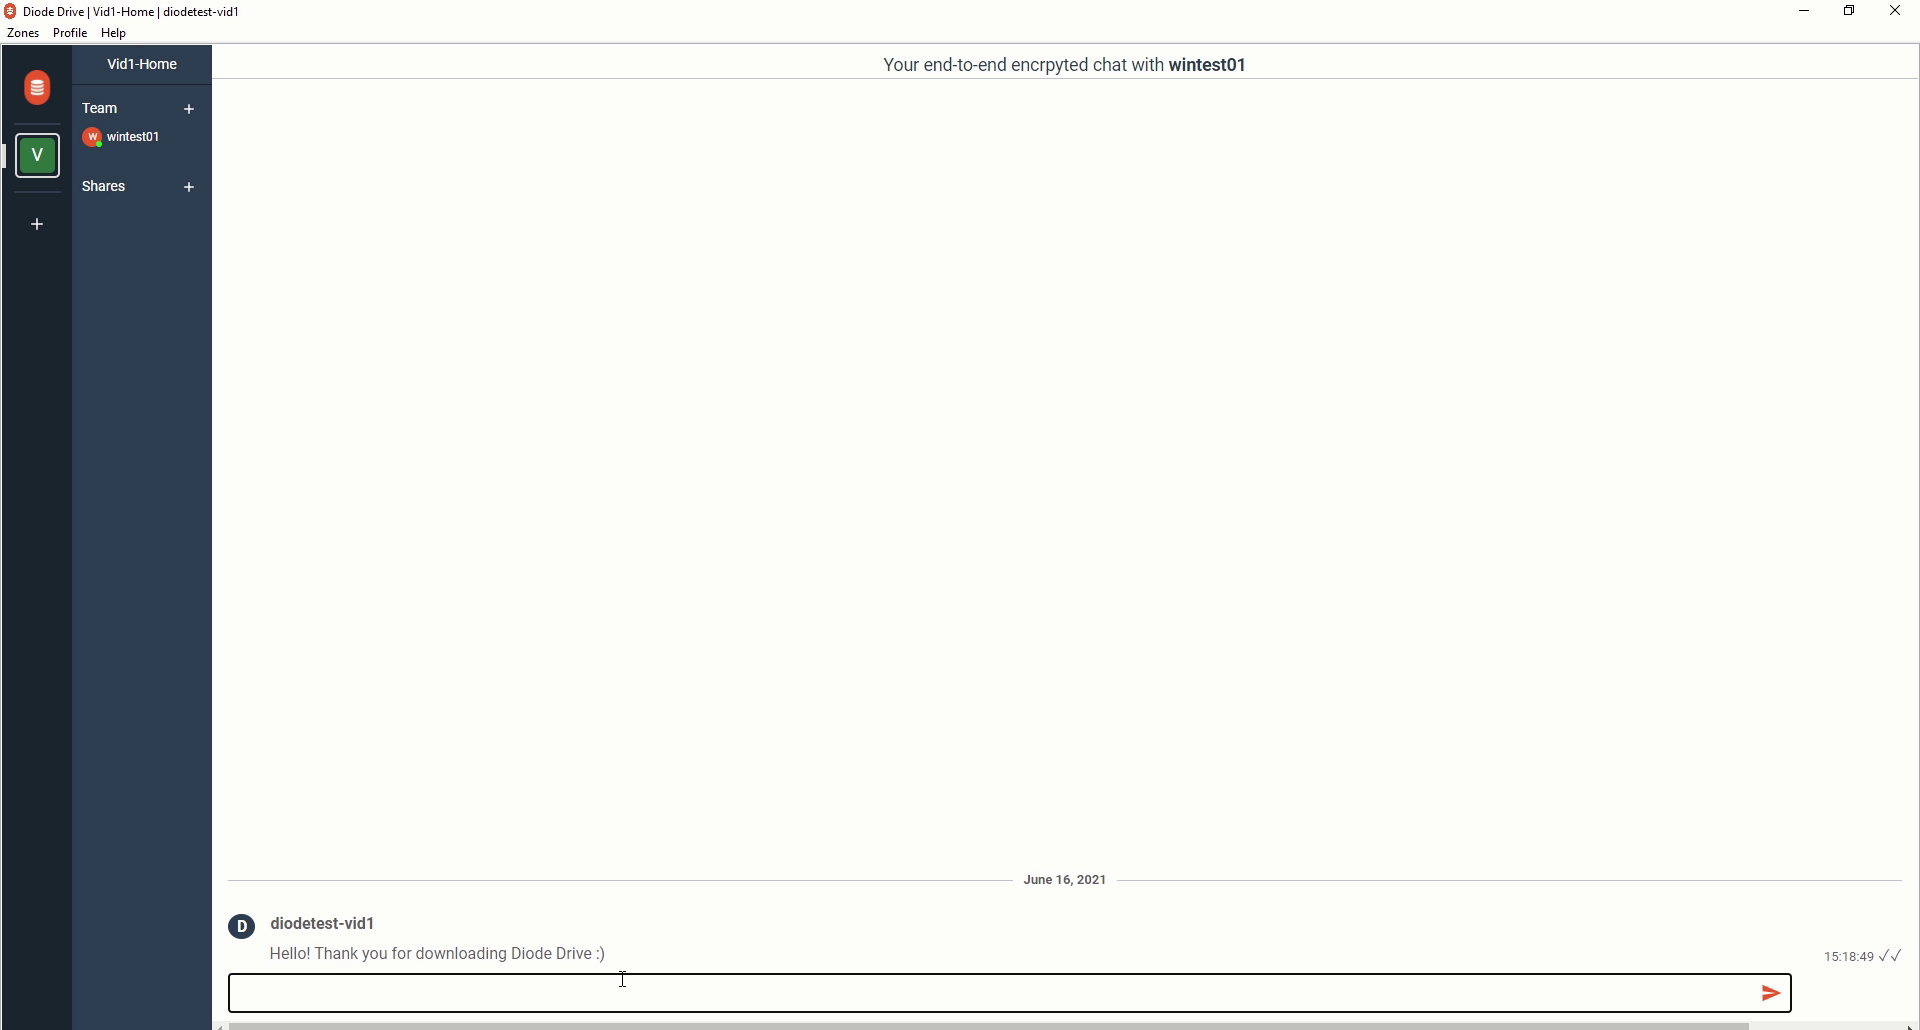 Diode Drive | Vid1-Home | diodetest-vid1
Zones Profile Help
Vid1-Home
Your end-to-end encrpyted chat with wintest01
Team +
W wintest01
V
Shares +
+
June 16, 2021
D diodetest-vid1
Hello! Thank you for downloading Diode Drive :)
15:18:49 ✓✓